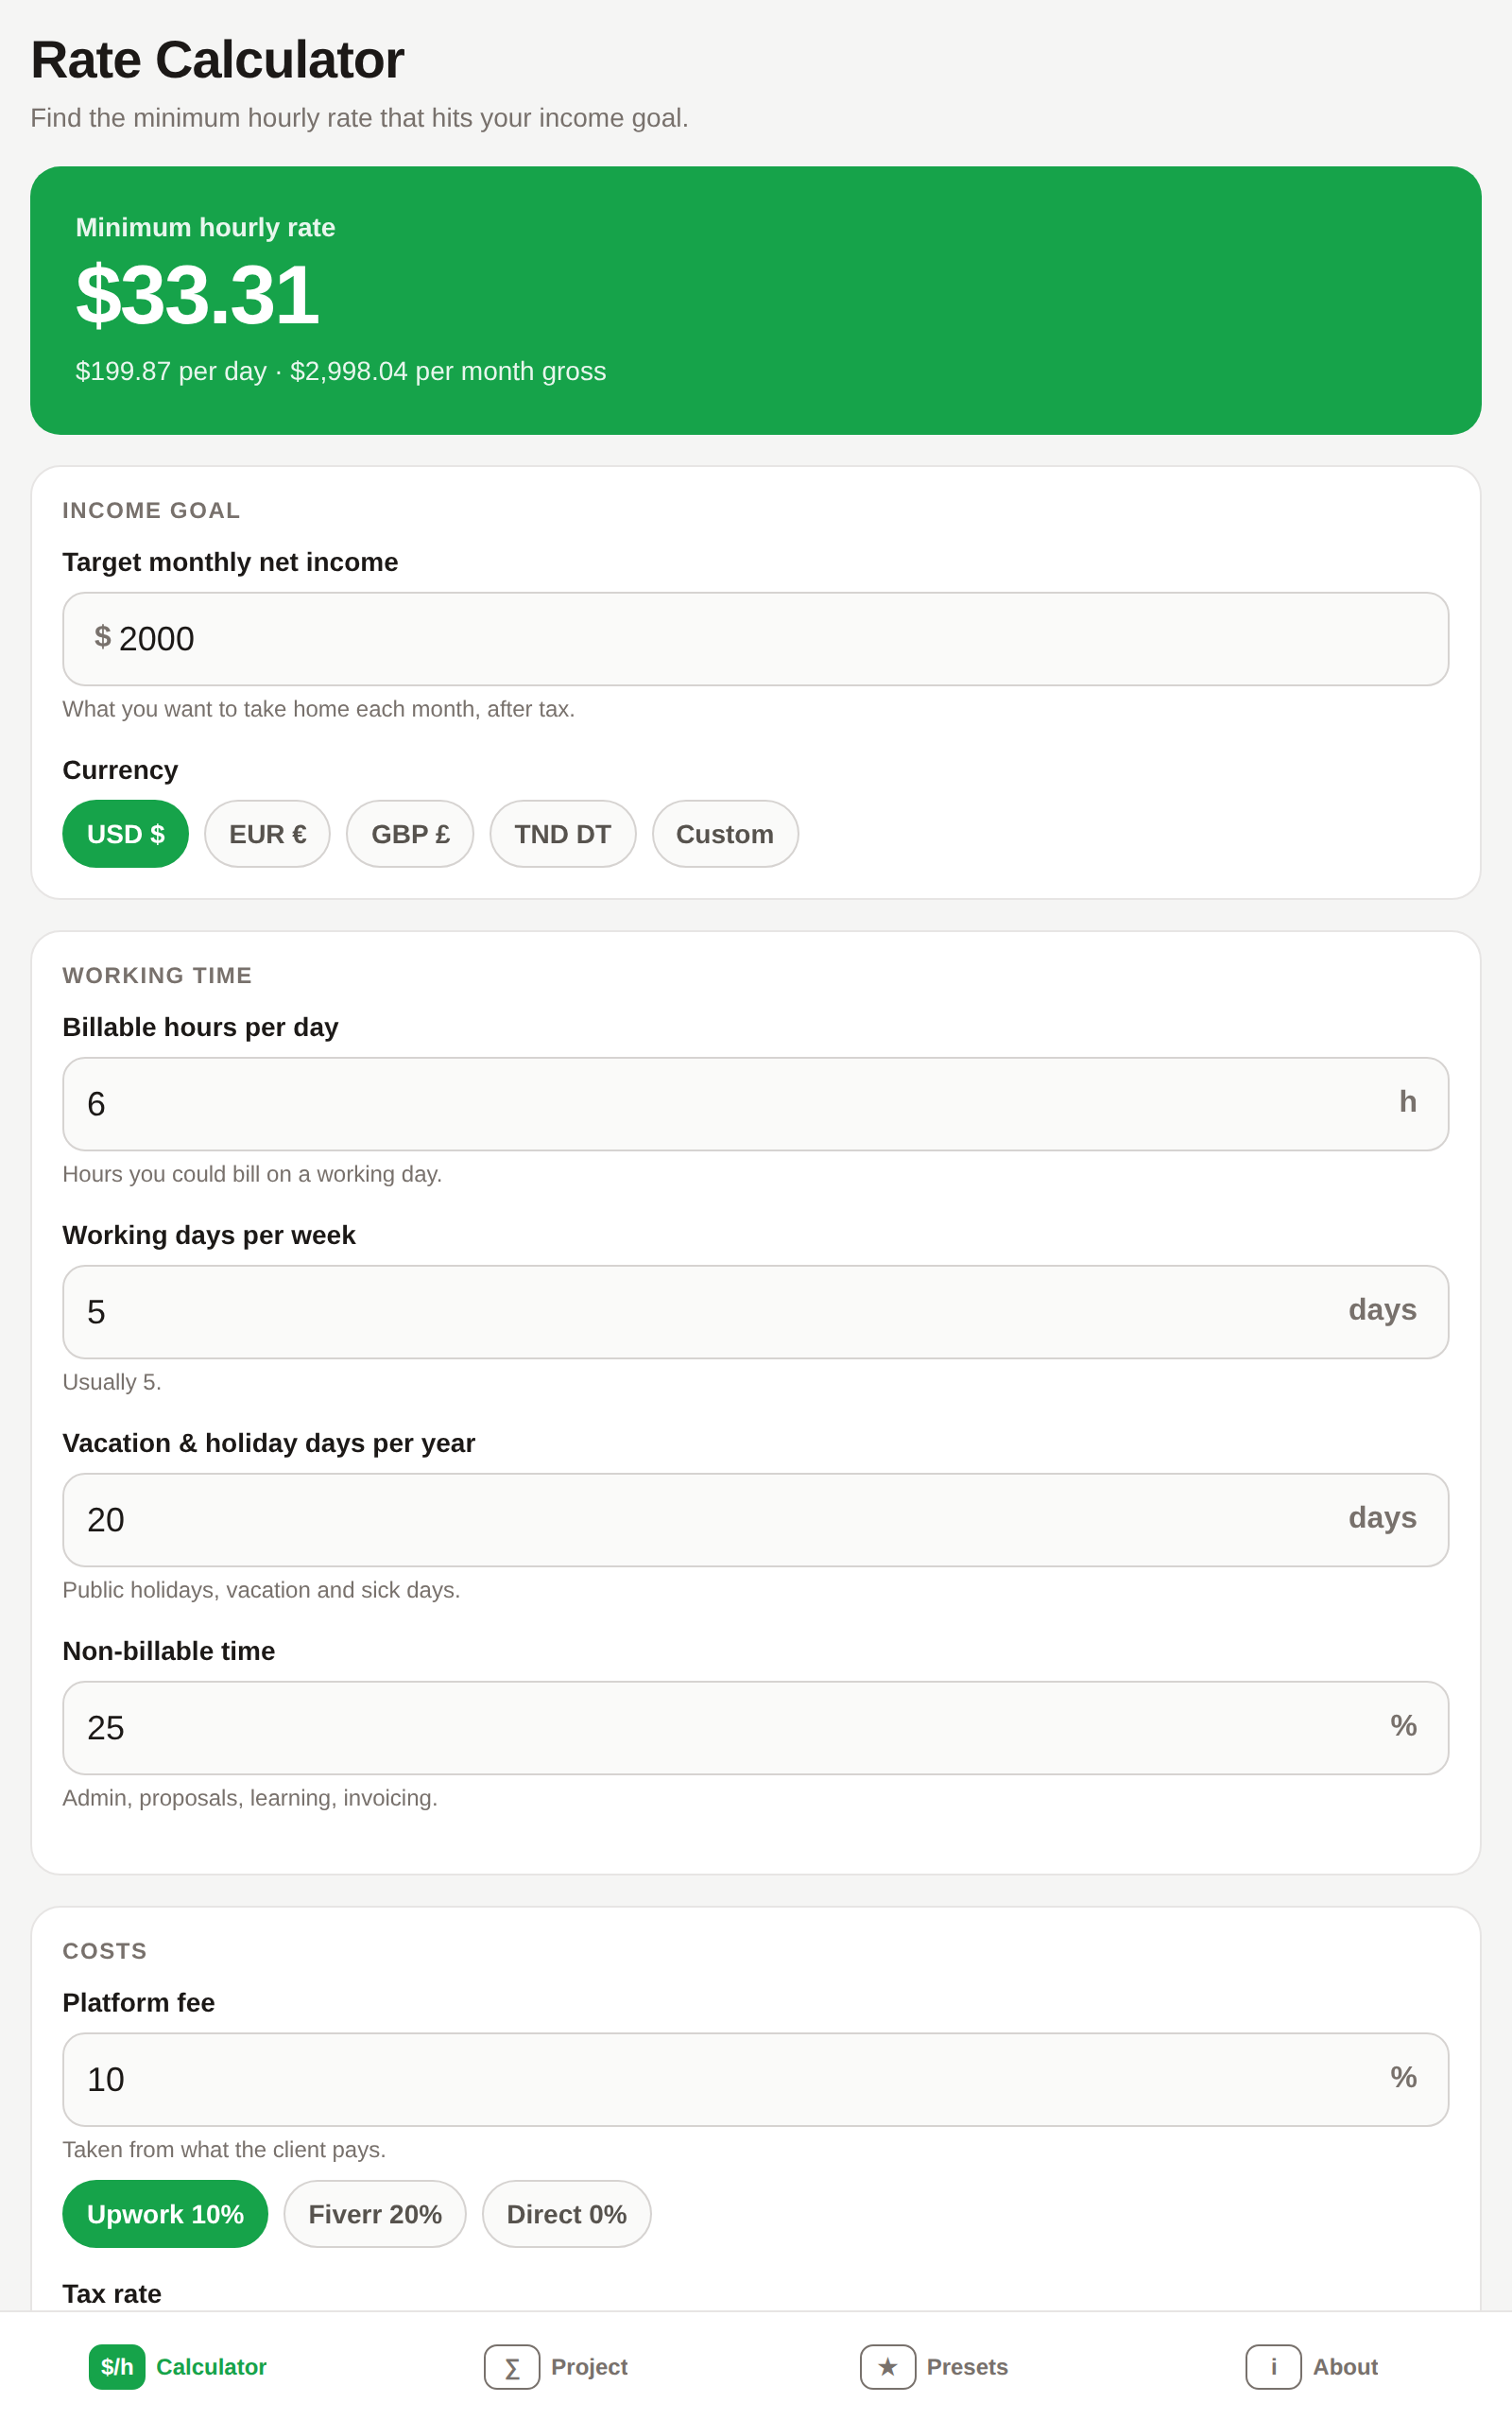 Rate Calculator
Find the minimum hourly rate that hits your income goal.
Minimum hourly rate
$33.31
$199.87 per day · $2,998.04 per month gross
INCOME GOAL
Target monthly net income
$ 2000
What you want to take home each month, after tax.
Currency
USD $ EUR € GBP £ TND DT Custom
WORKING TIME
Billable hours per day
6 h
Hours you could bill on a working day.
Working days per week
5 days
Usually 5.
Vacation & holiday days per year
20 days
Public holidays, vacation and sick days.
Non-billable time
25 %
Admin, proposals, learning, invoicing.
COSTS
Platform fee
10 %
Taken from what the client pays.
Upwork 10% Fiverr 20% Direct 0%
Tax rate
$/h Calculator ∑ Project ★ Presets i About